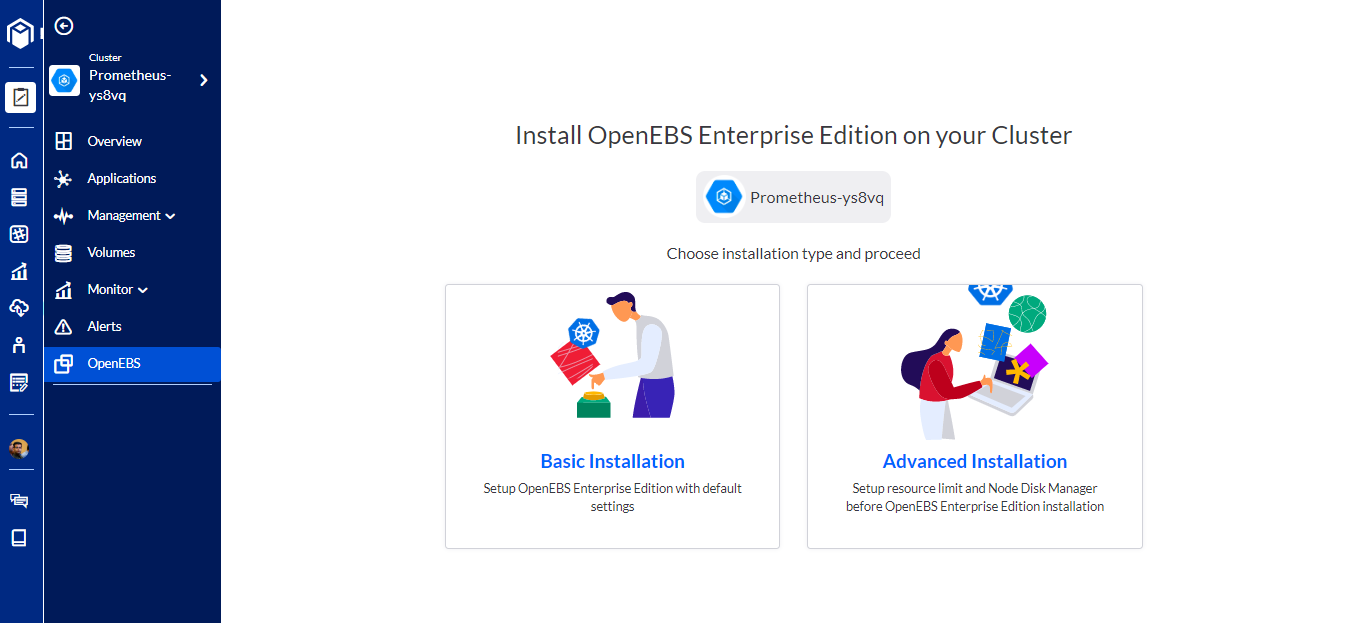 Cluster
Prometheus-
ys8vq
Overview
Applications
Management
Volumes
Monitor
Alerts
OpenEBS
Install OpenEBS Enterprise Edition on your Cluster
Prometheus-ys8vq
Choose installation type and proceed
Basic Installation
Setup OpenEBS Enterprise Edition with default
settings
Advanced Installation
Setup resource limit and Node Disk Manager
before OpenEBS Enterprise Edition installation